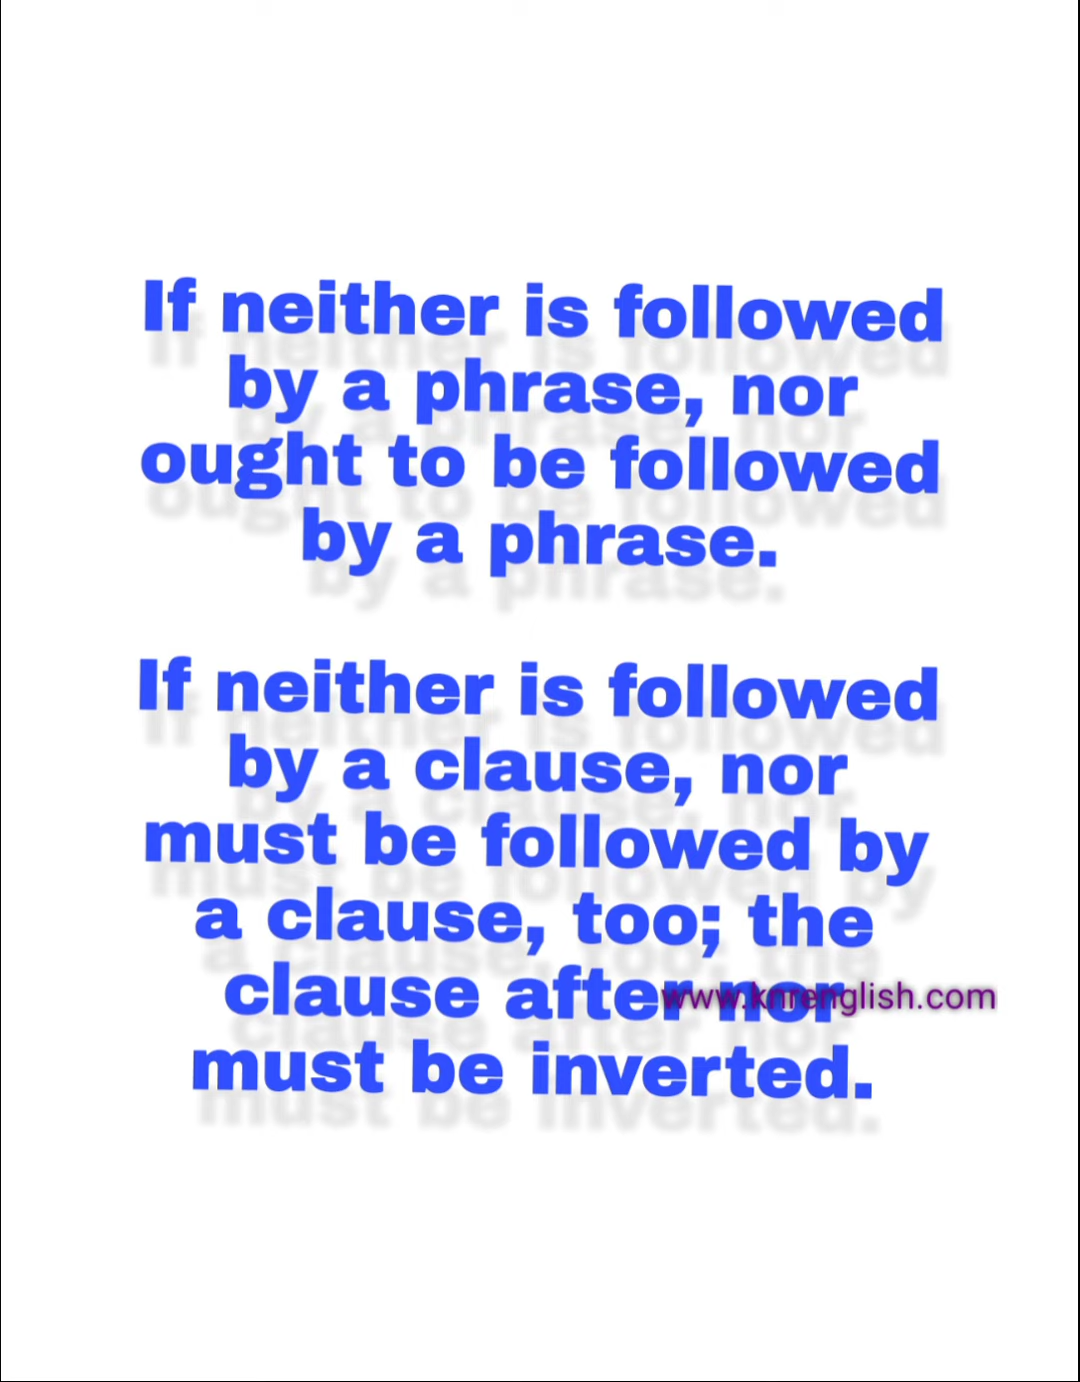 If neither is followed
by a phrase, nor
ought to be followed
by a phrase.
If neither is followed
by a clause, nor
must be followed by
a clause, too; the
clause after nor
www.knrenglish.com
must be inverted.